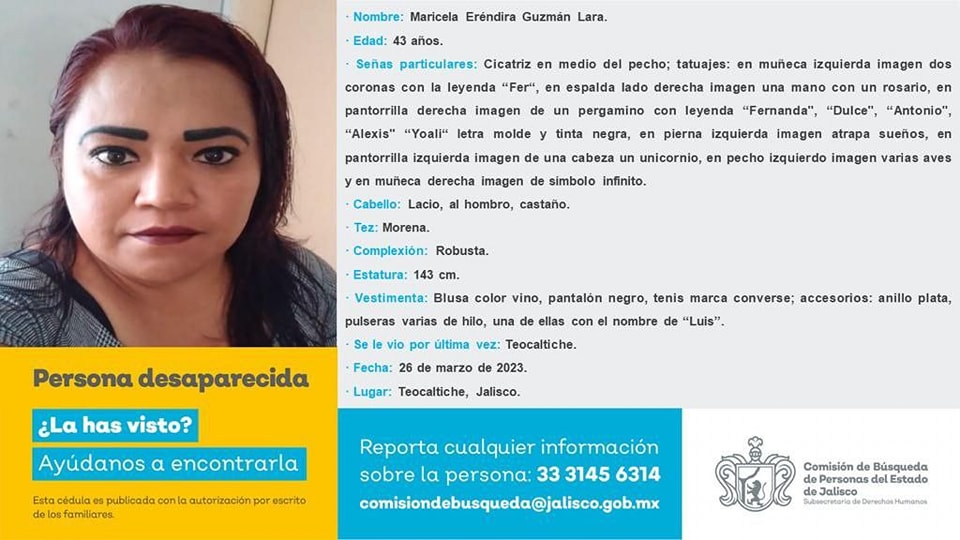 · Nombre: Maricela Eréndira Guzmán Lara.
· Edad: 43 años.
· Señas particulares: Cicatriz en medio del pecho; tatuajes: en muñeca izquierda imagen dos
coronas con la leyenda “Fer“, en espalda lado derecha imagen una mano con un rosario, en
pantorrilla derecha imagen de un pergamino con leyenda “Fernanda", “Dulce", “Antonio",
“Alexis" “Yoali“ letra molde y tinta negra, en pierna izquierda imagen atrapa sueños, en
pantorrilla izquierda imagen de una cabeza un unicornio, en pecho izquierdo imagen varias aves
y en muñeca derecha imagen de símbolo infinito.
· Cabello: Lacio, al hombro, castaño.
· Tez: Morena.
· Complexión: Robusta.
· Estatura: 143 cm.
· Vestimenta: Blusa color vino, pantalón negro, tenis marca converse; accesorios: anillo plata,
pulseras varias de hilo, una de ellas con el nombre de “Luis”.
· Se le vio por última vez: Teocaltiche.
· Fecha: 26 de marzo de 2023.
· Lugar: Teocaltiche, Jalisco.
Persona desaparecida
¿La has visto?
Ayúdanos a encontrarla
Esta cédula es publicada con la autorización por escrito
de los familiares.
Reporta cualquier información
sobre la persona: 33 3145 6314
comisiondebusqueda@jalisco.gob.mx
Comisión de Búsqueda
de Personas del Estado
de Jalisco
Subsecretaría de Derechos Humanos